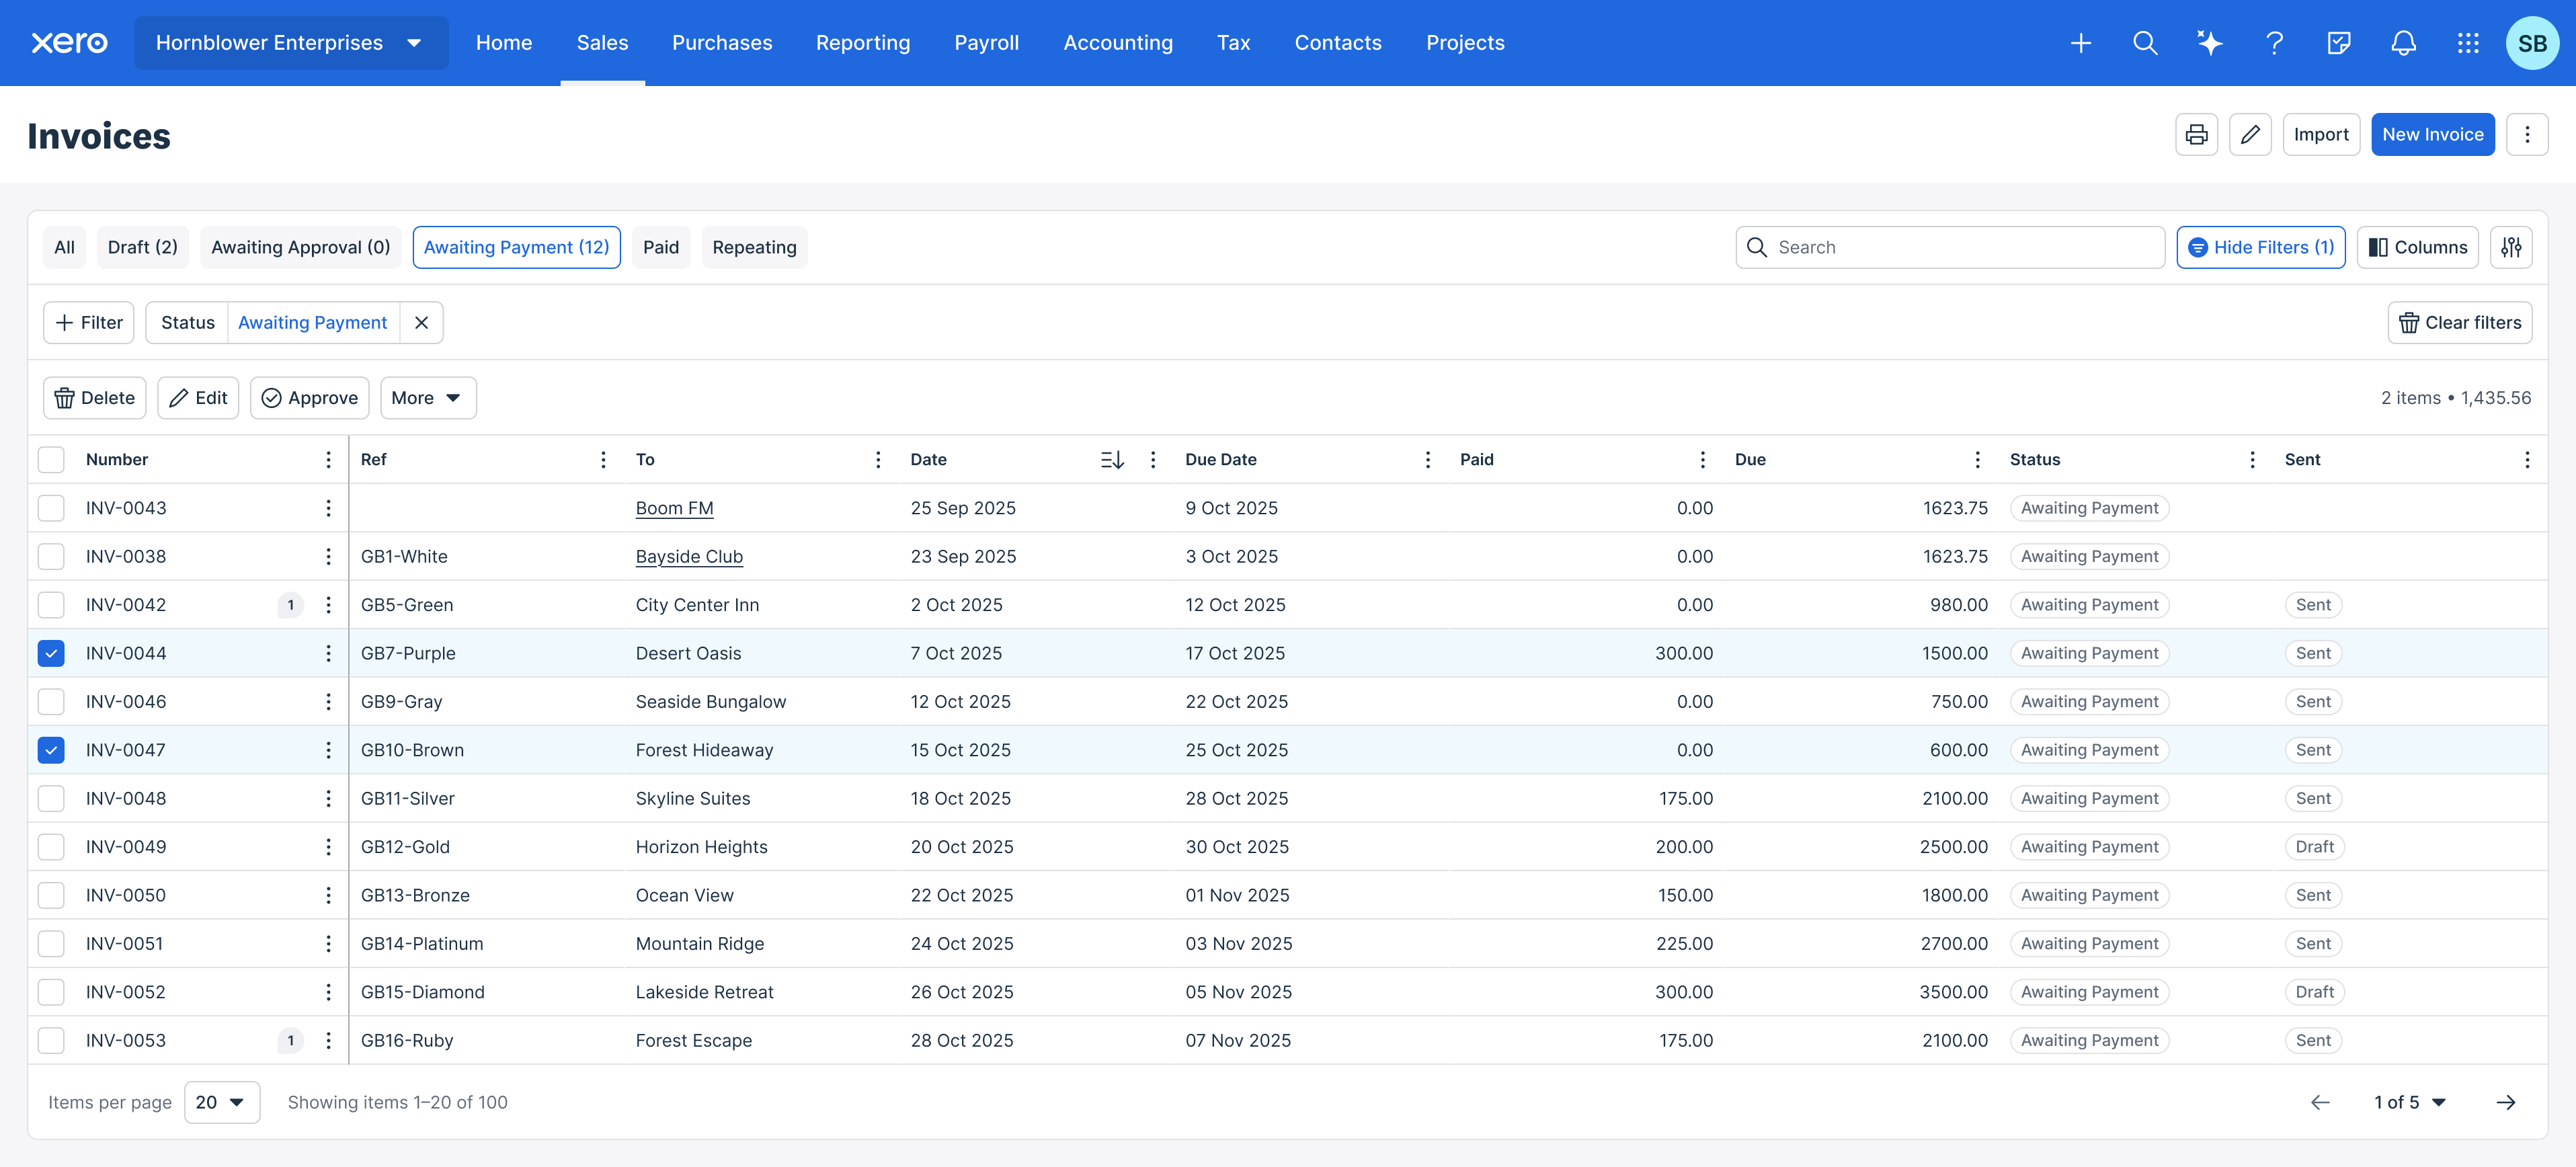 xero Hornblower Enterprises Home Sales Purchases Reporting Payroll Accounting Tax Contacts Projects SB
Invoices Import New Invoice
All Draft (2) Awaiting Approval (0) Awaiting Payment (12) Paid Repeating Search Hide Filters (1) Columns
Filter Status Awaiting Payment Clear filters
Delete Edit Approve More 2 items • 1,435.56
Number Ref To Date Due Date Paid Due Status Sent
INV-0043 Boom FM 25 Sep 2025 9 Oct 2025 0.00 1623.75 Awaiting Payment
INV-0038 GB1-White Bayside Club 23 Sep 2025 3 Oct 2025 0.00 1623.75 Awaiting Payment
INV-0042 1 GB5-Green City Center Inn 2 Oct 2025 12 Oct 2025 0.00 980.00 Awaiting Payment Sent
INV-0044 GB7-Purple Desert Oasis 7 Oct 2025 17 Oct 2025 300.00 1500.00 Awaiting Payment Sent
INV-0046 GB9-Gray Seaside Bungalow 12 Oct 2025 22 Oct 2025 0.00 750.00 Awaiting Payment Sent
INV-0047 GB10-Brown Forest Hideaway 15 Oct 2025 25 Oct 2025 0.00 600.00 Awaiting Payment Sent
INV-0048 GB11-Silver Skyline Suites 18 Oct 2025 28 Oct 2025 175.00 2100.00 Awaiting Payment Sent
INV-0049 GB12-Gold Horizon Heights 20 Oct 2025 30 Oct 2025 200.00 2500.00 Awaiting Payment Draft
INV-0050 GB13-Bronze Ocean View 22 Oct 2025 01 Nov 2025 150.00 1800.00 Awaiting Payment Sent
INV-0051 GB14-Platinum Mountain Ridge 24 Oct 2025 03 Nov 2025 225.00 2700.00 Awaiting Payment Sent
INV-0052 GB15-Diamond Lakeside Retreat 26 Oct 2025 05 Nov 2025 300.00 3500.00 Awaiting Payment Draft
INV-0053 1 GB16-Ruby Forest Escape 28 Oct 2025 07 Nov 2025 175.00 2100.00 Awaiting Payment Sent
Items per page 20 Showing items 1–20 of 100 1 of 5